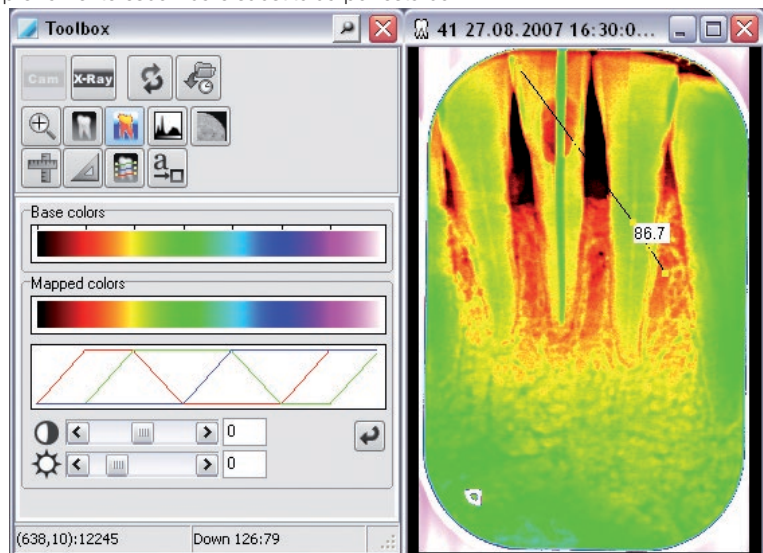 Toolbox
41 27.08.2007 16:30:0...
Cam
X-Ray
a
Base colors
Mapped colors
86.7
0
0
(638,10):12245
Down 126:79